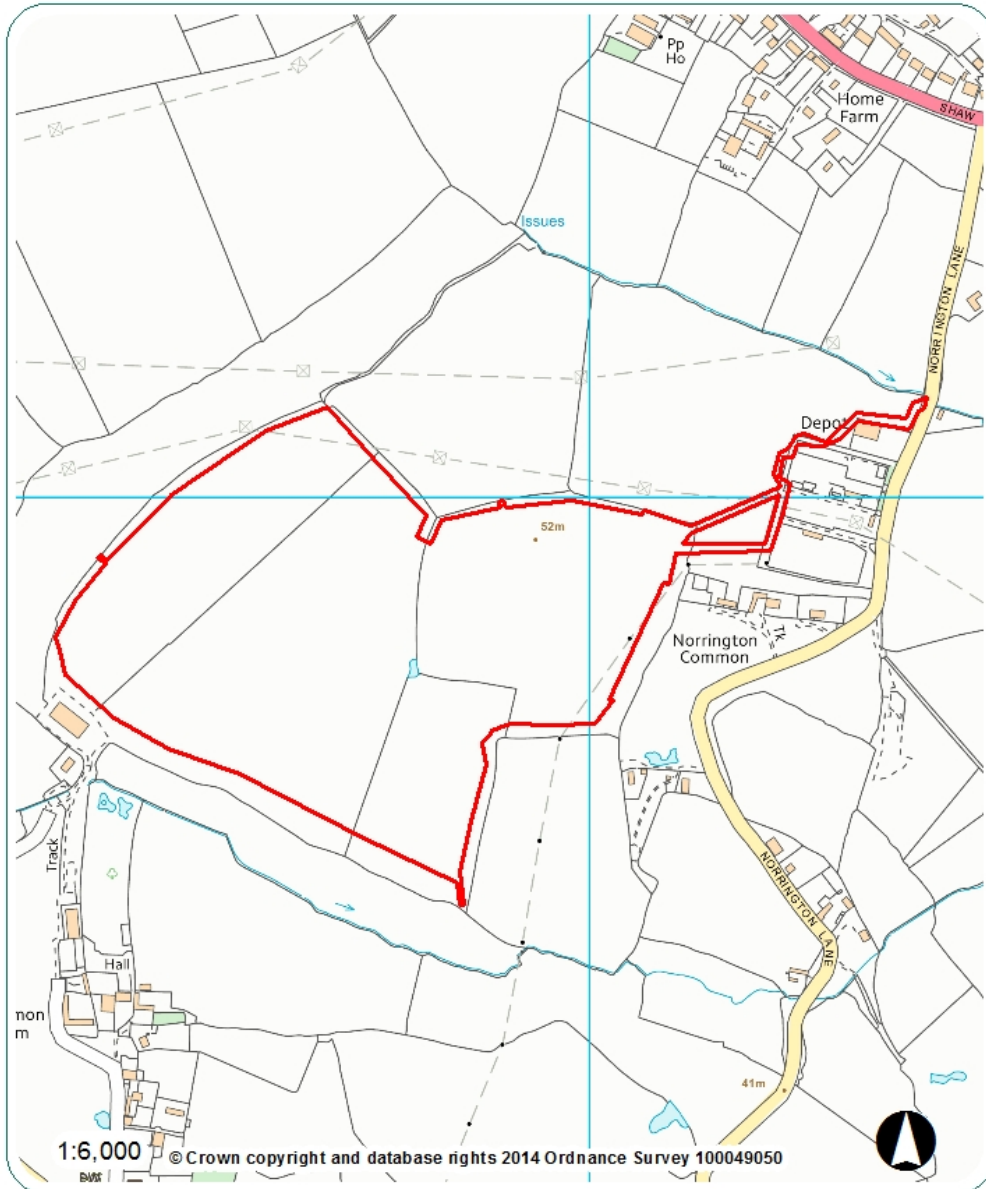 Pp
Ho
Home
Farm
SHAW
Issues
NORRINGTON LANE
Depot
52m
Norrington
Common
Tk
NORRINGTON LANE
Track
Hall
mon
m
41m
1:6,000
© Crown copyright and database rights 2014 Ordnance Survey 100049050